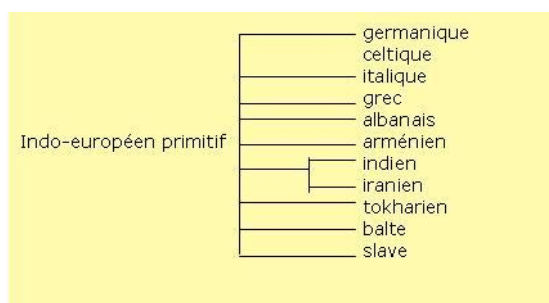 germanique
celtique
italique
grec
albanais
Indo-européen primitif
arménien
indien
iranien
tokharien
balte
slave